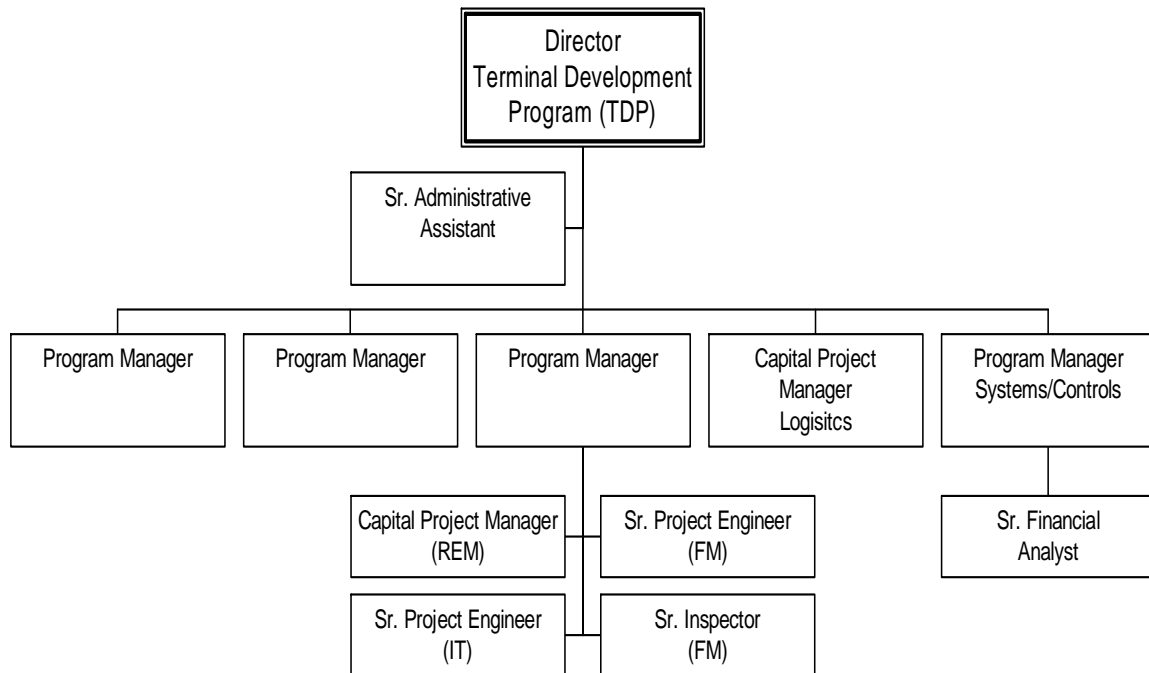 Director
Terminal Development
Program (TDP)
Sr. Administrative
Assistant
Program Manager
Program Manager
Program Manager
Capital Project
Manager
Logisitcs
Program Manager
Systems/Controls
Capital Project Manager
(REM)
Sr. Project Engineer
(FM)
Sr. Financial
Analyst
Sr. Project Engineer
(IT)
Sr. Inspector
(FM)